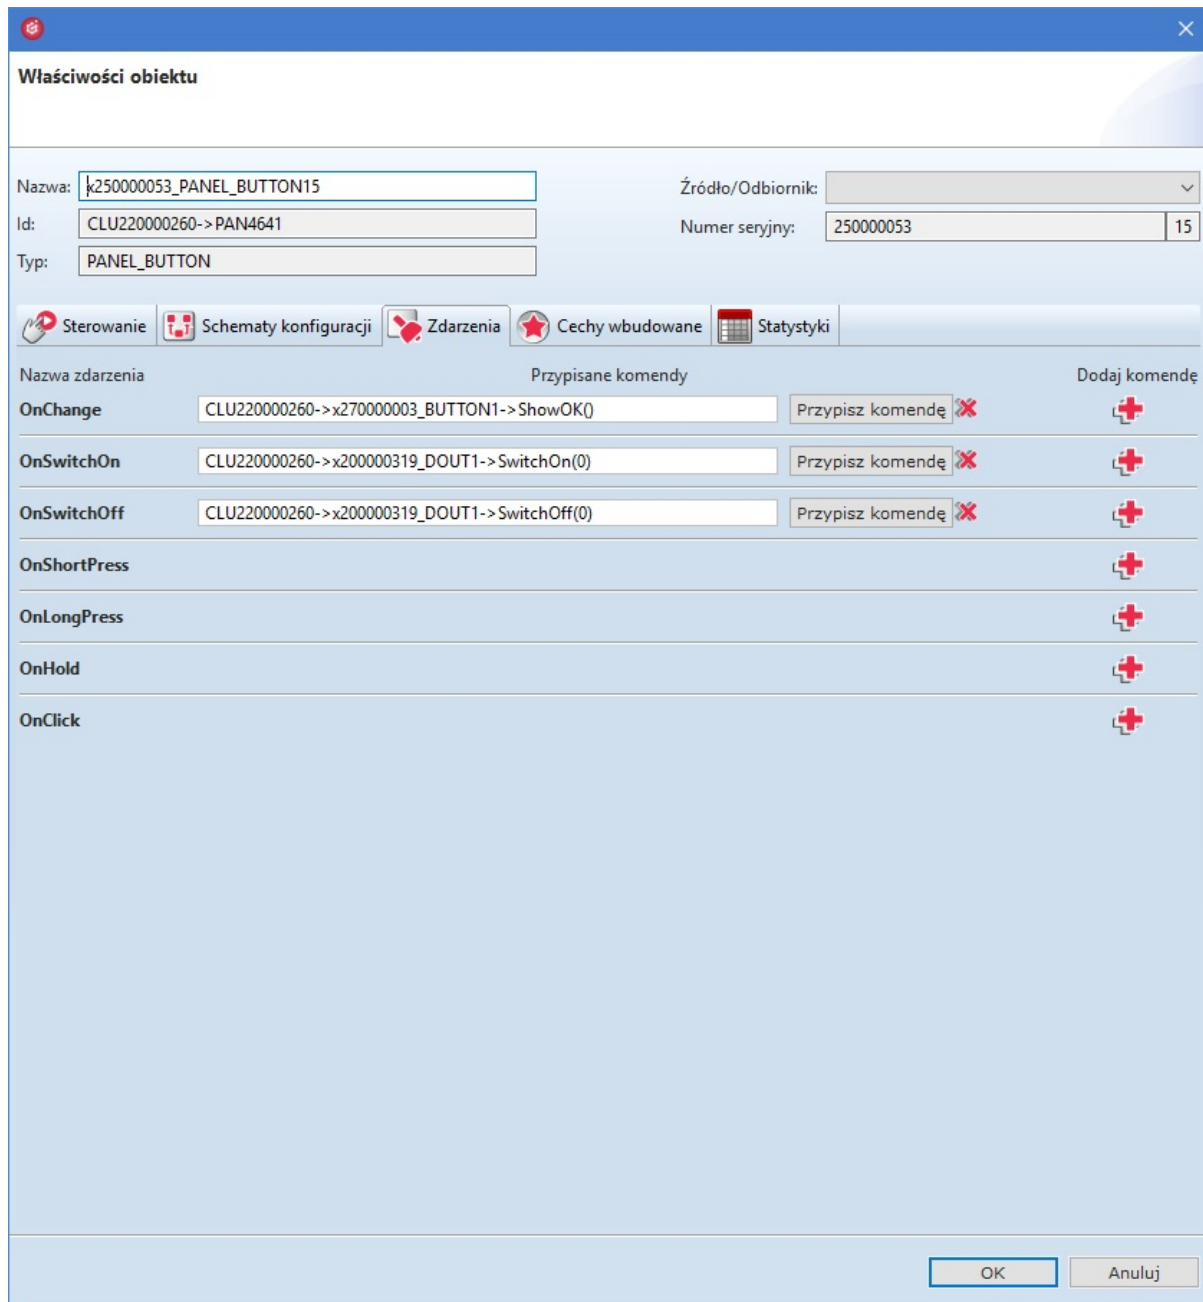 Właściwości obiektu
Nazwa: x250000053_PANEL_BUTTON15 Źródło/Odbiornik:
Id: CLU220000260->PAN4641 Numer seryjny: 250000053 15
Typ: PANEL_BUTTON
Sterowanie Schematy konfiguracji Zdarzenia Cechy wbudowane Statystyki
Nazwa zdarzenia Przypisane komendy Dodaj komendę
OnChange CLU220000260->x270000003_BUTTON1->ShowOK() Przypisz komendę
OnSwitchOn CLU220000260->x200000319_DOUT1->SwitchOn(0) Przypisz komendę
OnSwitchOff CLU220000260->x200000319_DOUT1->SwitchOff(0) Przypisz komendę
OnShortPress
OnLongPress
OnHold
OnClick
OK Anuluj